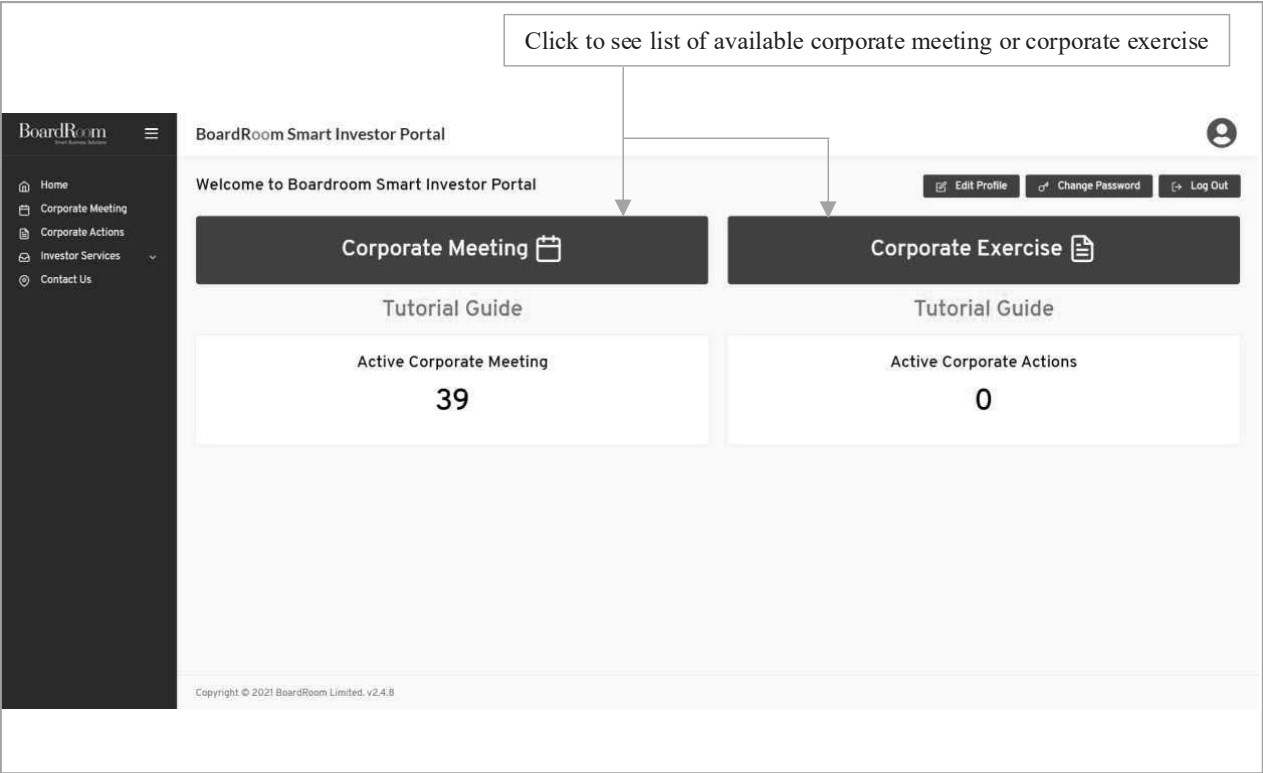 Click to see list of available corporate meeting or corporate exercise
BoardRoom
Smart Business Solutions
BoardRoom Smart Investor Portal
Home
Corporate Meeting
Corporate Actions
Investor Services
Contact Us
Welcome to Boardroom Smart Investor Portal
Edit Profile
Change Password
Log Out
Corporate Meeting
Corporate Exercise
Tutorial Guide
Tutorial Guide
Active Corporate Meeting
39
Active Corporate Actions
0
Copyright © 2021 BoardRoom Limited. v2.4.8